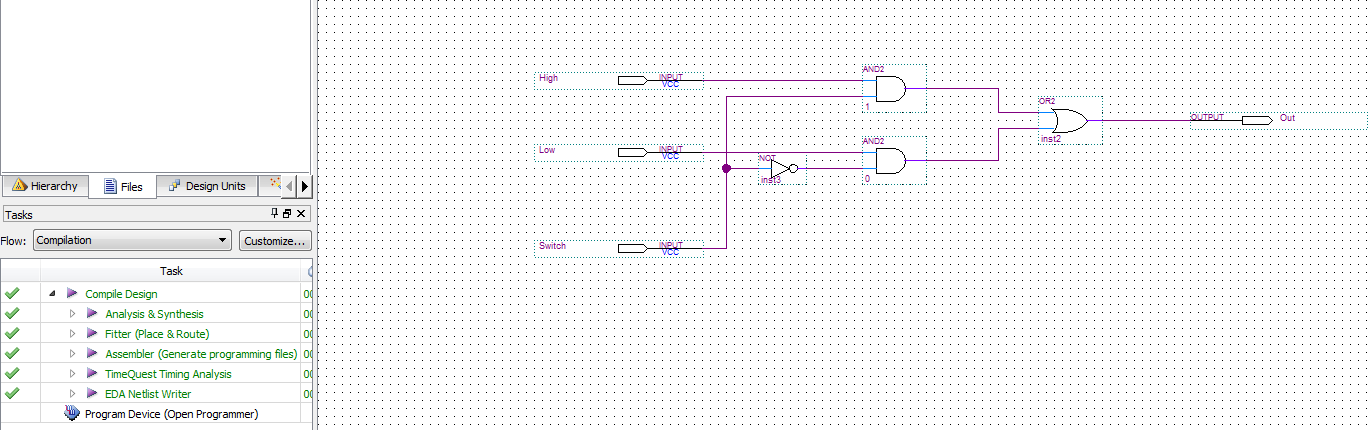 Hierarchy Files Design Units
Tasks
Flow: Compilation Customize...
Task
Compile Design 00
Analysis & Synthesis 00
Fitter (Place & Route) 00
Assembler (Generate programming files) 00
TimeQuest Timing Analysis 00
EDA Netlist Writer 00
Program Device (Open Programmer)
AND2
High INPUT
VCC
1
OR2
OUTPUT Out
inst2
AND2
Low INPUT
VCC
NOT
inst3
0
Switch INPUT
VCC